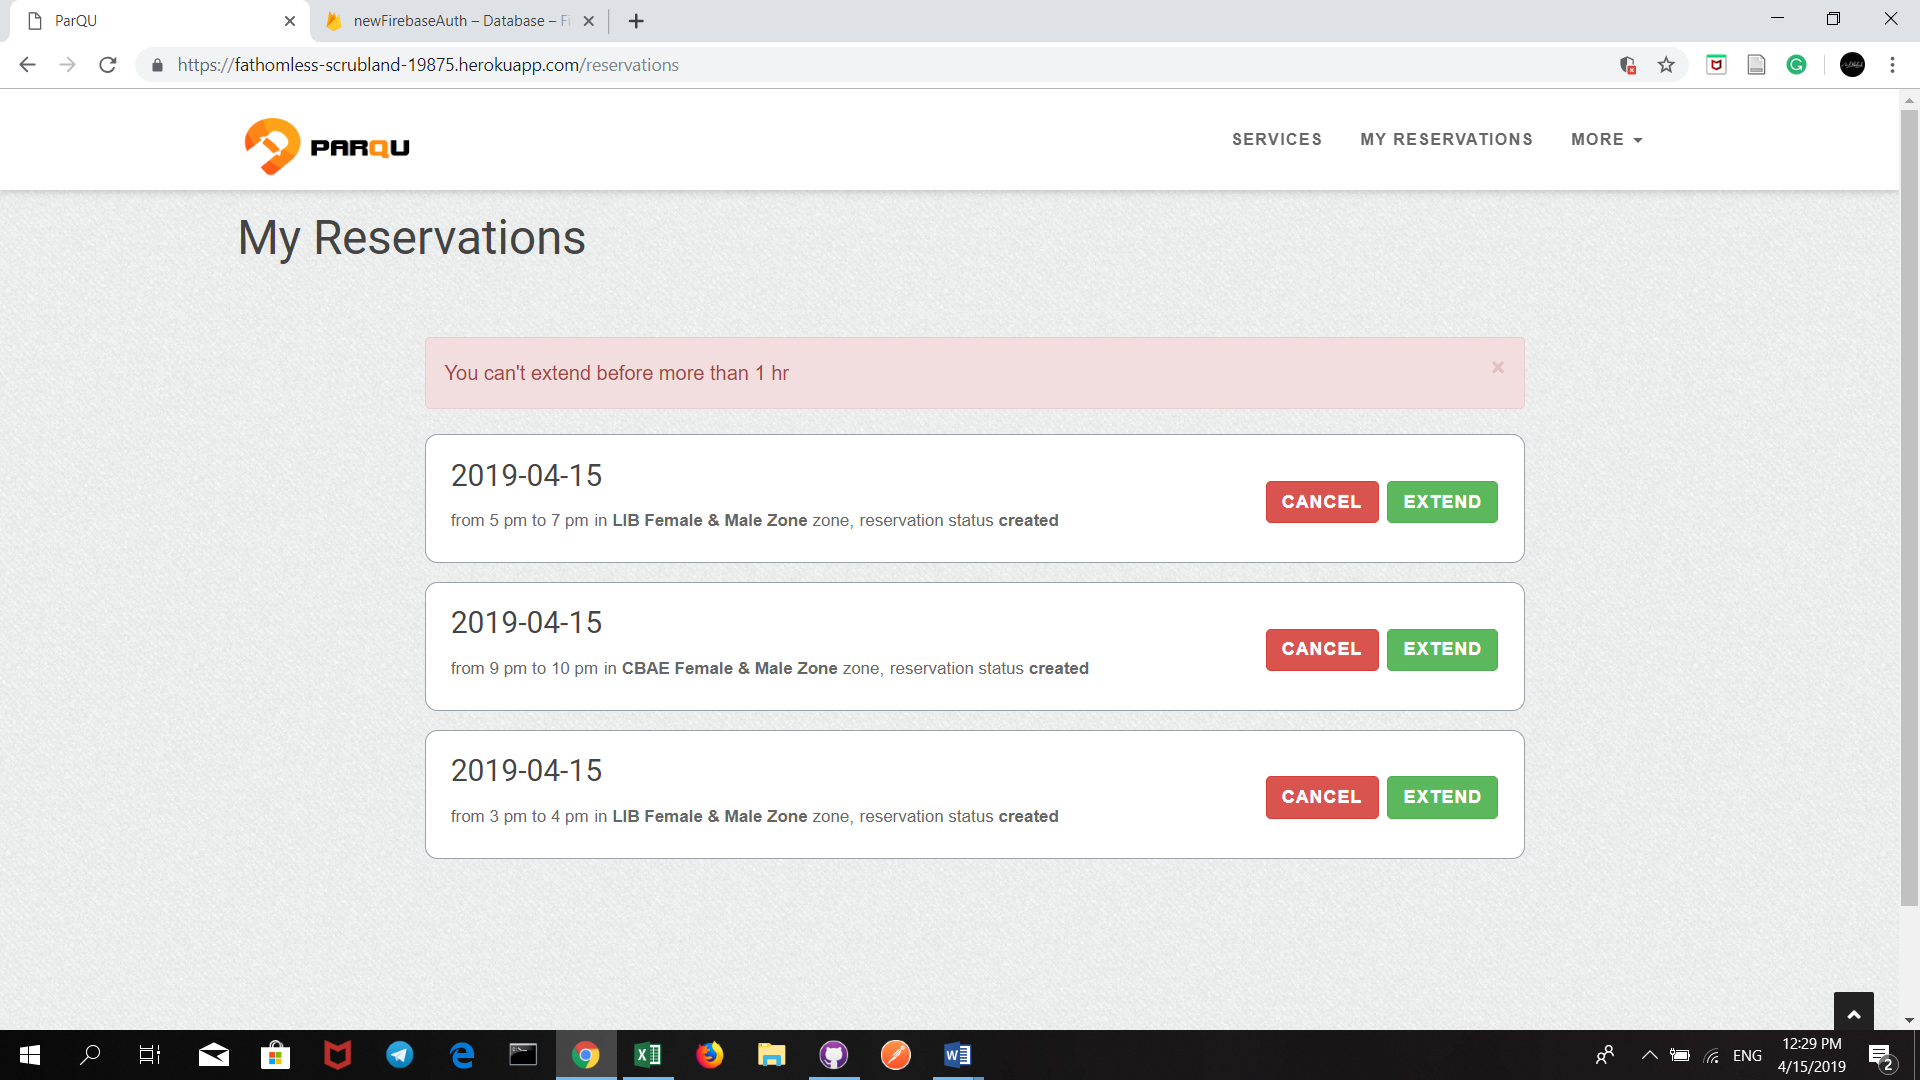 ParQU
newFirebaseAuth – Database – Fi
https://fathomless-scrubland-19875.herokuapp.com/reservations
PARQU
SERVICES
MY RESERVATIONS
MORE
My Reservations
You can't extend before more than 1 hr
×
2019-04-15
from 5 pm to 7 pm in LIB Female & Male Zone zone, reservation status created
CANCEL
EXTEND
2019-04-15
from 9 pm to 10 pm in CBAE Female & Male Zone zone, reservation status created
CANCEL
EXTEND
2019-04-15
from 3 pm to 4 pm in LIB Female & Male Zone zone, reservation status created
CANCEL
EXTEND
ENG
12:29 PM
4/15/2019
2